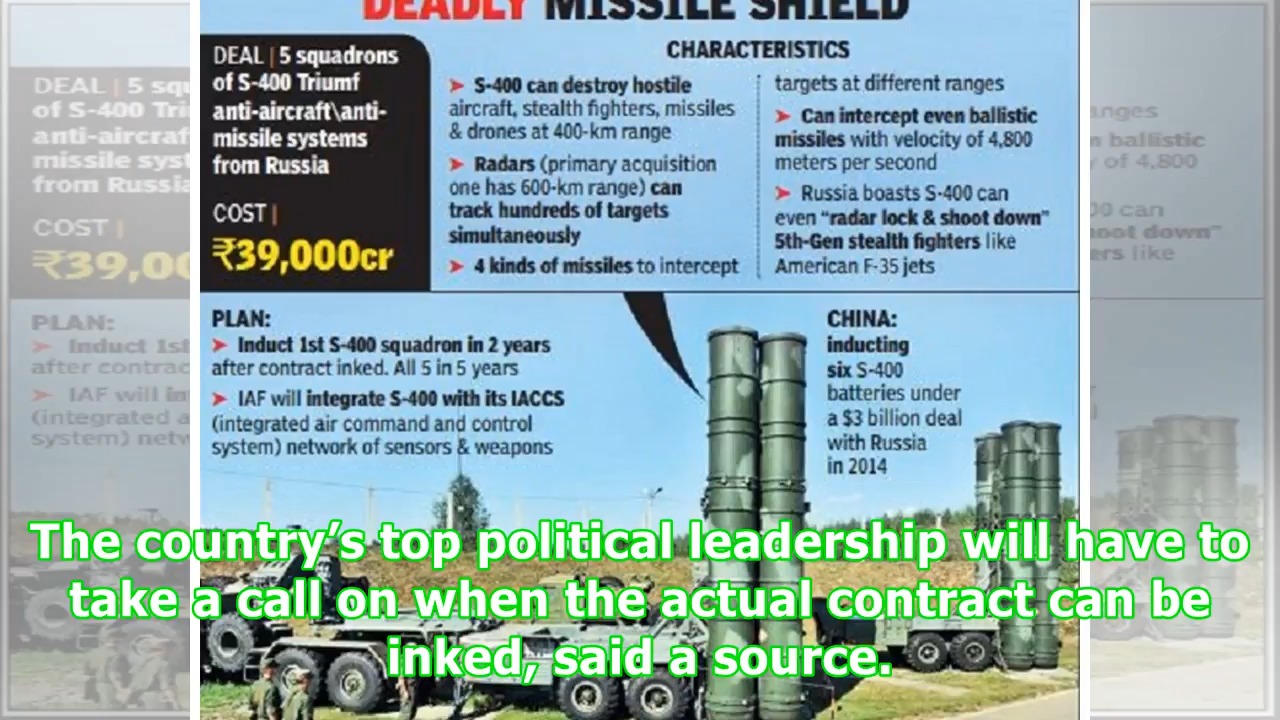 DEADLY MISSILE SHIELD
DEAL | 5 squadrons
of S-400 Triumf
anti-aircraft\anti-
missile systems
from Russia
COST |
₹39,000cr
CHARACTERISTICS
➤ S-400 can destroy hostile
aircraft, stealth fighters, missiles
& drones at 400-km range
➤ Radars (primary acquisition
one has 600-km range) can
track hundreds of targets
simultaneously
➤ 4 kinds of missiles to intercept
targets at different ranges
➤ Can intercept even ballistic
missiles with velocity of 4,800
meters per second
➤ Russia boasts S-400 can
even “radar lock & shoot down”
5th-Gen stealth fighters like
American F-35 jets
PLAN:
➤ Induct 1st S-400 squadron in 2 years
after contract inked. All 5 in 5 years
➤ IAF will integrate S-400 with its IACCS
(integrated air command and control
system) network of sensors & weapons
CHINA:
inducting
six S-400
batteries under
a $3 billion deal
with Russia
in 2014
The country’s top political leadership will have to
take a call on when the actual contract can be
inked, said a source.